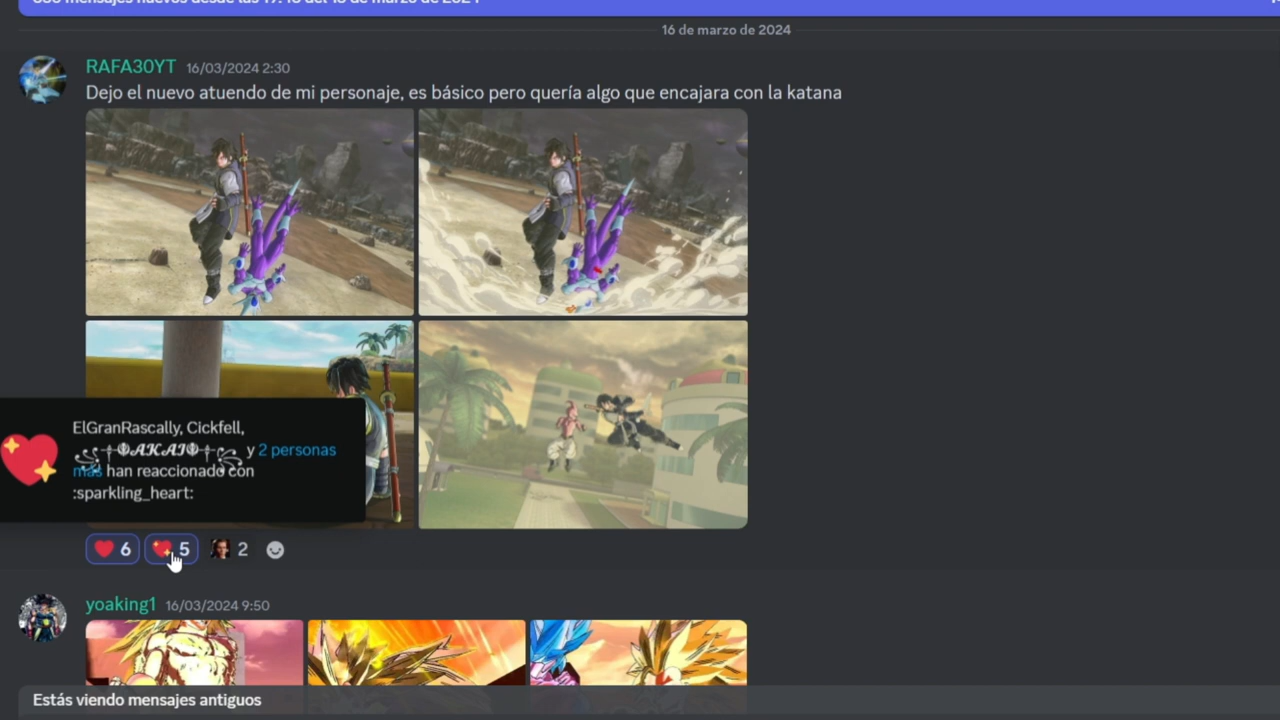 16 de marzo de 2024
RAFA30YT 16/03/2024 2:30
Dejo el nuevo atuendo de mi personaje, es básico pero quería algo que encajara con la katana
ElGranRascally, Cickfell,
꧁༒☬𝓐𝓚𝓐𝓘☬༒꧂ y 2 personas
más han reaccionado con
:sparkling_heart:
6 5 2
yoaking1 16/03/2024 9:50
Estás viendo mensajes antiguos